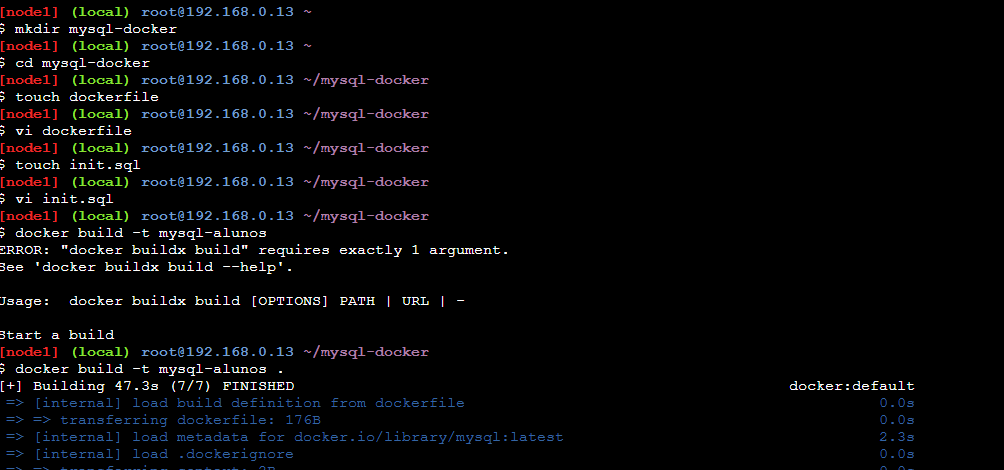 [node1] (local) root@192.168.0.13 ~
$ mkdir mysql-docker
[node1] (local) root@192.168.0.13 ~
$ cd mysql-docker
[node1] (local) root@192.168.0.13 ~/mysql-docker
$ touch dockerfile
[node1] (local) root@192.168.0.13 ~/mysql-docker
$ vi dockerfile
[node1] (local) root@192.168.0.13 ~/mysql-docker
$ touch init.sql
[node1] (local) root@192.168.0.13 ~/mysql-docker
$ vi init.sql
[node1] (local) root@192.168.0.13 ~/mysql-docker
$ docker build -t mysql-alunos
ERROR: "docker buildx build" requires exactly 1 argument.
See 'docker buildx build --help'.
Usage:  docker buildx build [OPTIONS] PATH | URL | -
Start a build
[node1] (local) root@192.168.0.13 ~/mysql-docker
$ docker build -t mysql-alunos .
[+] Building 47.3s (7/7) FINISHED docker:default
=> [internal] load build definition from dockerfile 0.0s
=> => transferring dockerfile: 176B 0.0s
=> [internal] load metadata for docker.io/library/mysql:latest 2.3s
=> [internal] load .dockerignore 0.0s
=> => transferring context: 2B 0.0s